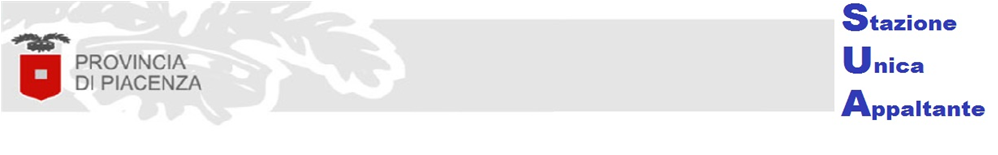 PROVINCIA
DI PIACENZA
Stazione
Unica
Appaltante